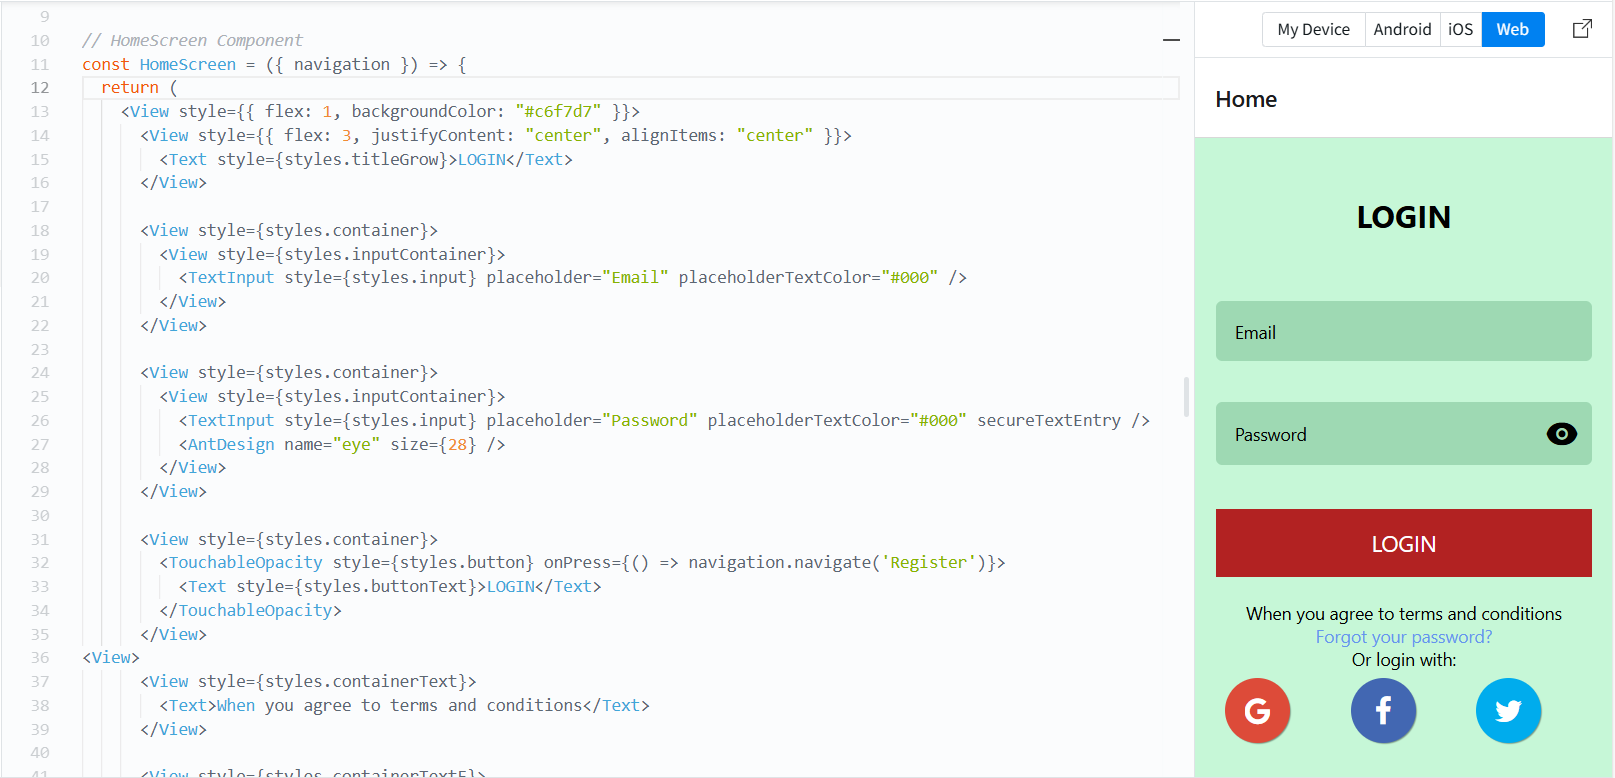 9
10 // HomeScreen Component
11 const HomeScreen = ({ navigation }) => {
12 return (
13 <View style={{ flex: 1, backgroundColor: "#c6f7d7" }}>
14 <View style={{ flex: 3, justifyContent: "center", alignItems: "center" }}>
15 <Text style={styles.titleGrow}>LOGIN</Text>
16 </View>
17
18 <View style={styles.container}>
19 <View style={styles.inputContainer}>
20 <TextInput style={styles.input} placeholder="Email" placeholderTextColor="#000" />
21 </View>
22 </View>
23
24 <View style={styles.container}>
25 <View style={styles.inputContainer}>
26 <TextInput style={styles.input} placeholder="Password" placeholderTextColor="#000" secureTextEntry />
27 <AntDesign name="eye" size={28} />
28 </View>
29 </View>
30
31 <View style={styles.container}>
32 <TouchableOpacity style={styles.button} onPress={() => navigation.navigate('Register')}>
33 <Text style={styles.buttonText}>LOGIN</Text>
34 </TouchableOpacity>
35 </View>
36 <View>
37 <View style={styles.containerText}>
38 <Text>When you agree to terms and conditions</Text>
39 </View>
40
41 <View style={styles.containerTextF}>
My Device Android iOS Web
Home
LOGIN
Email
Password
LOGIN
When you agree to terms and conditions
Forgot your password?
Or login with: